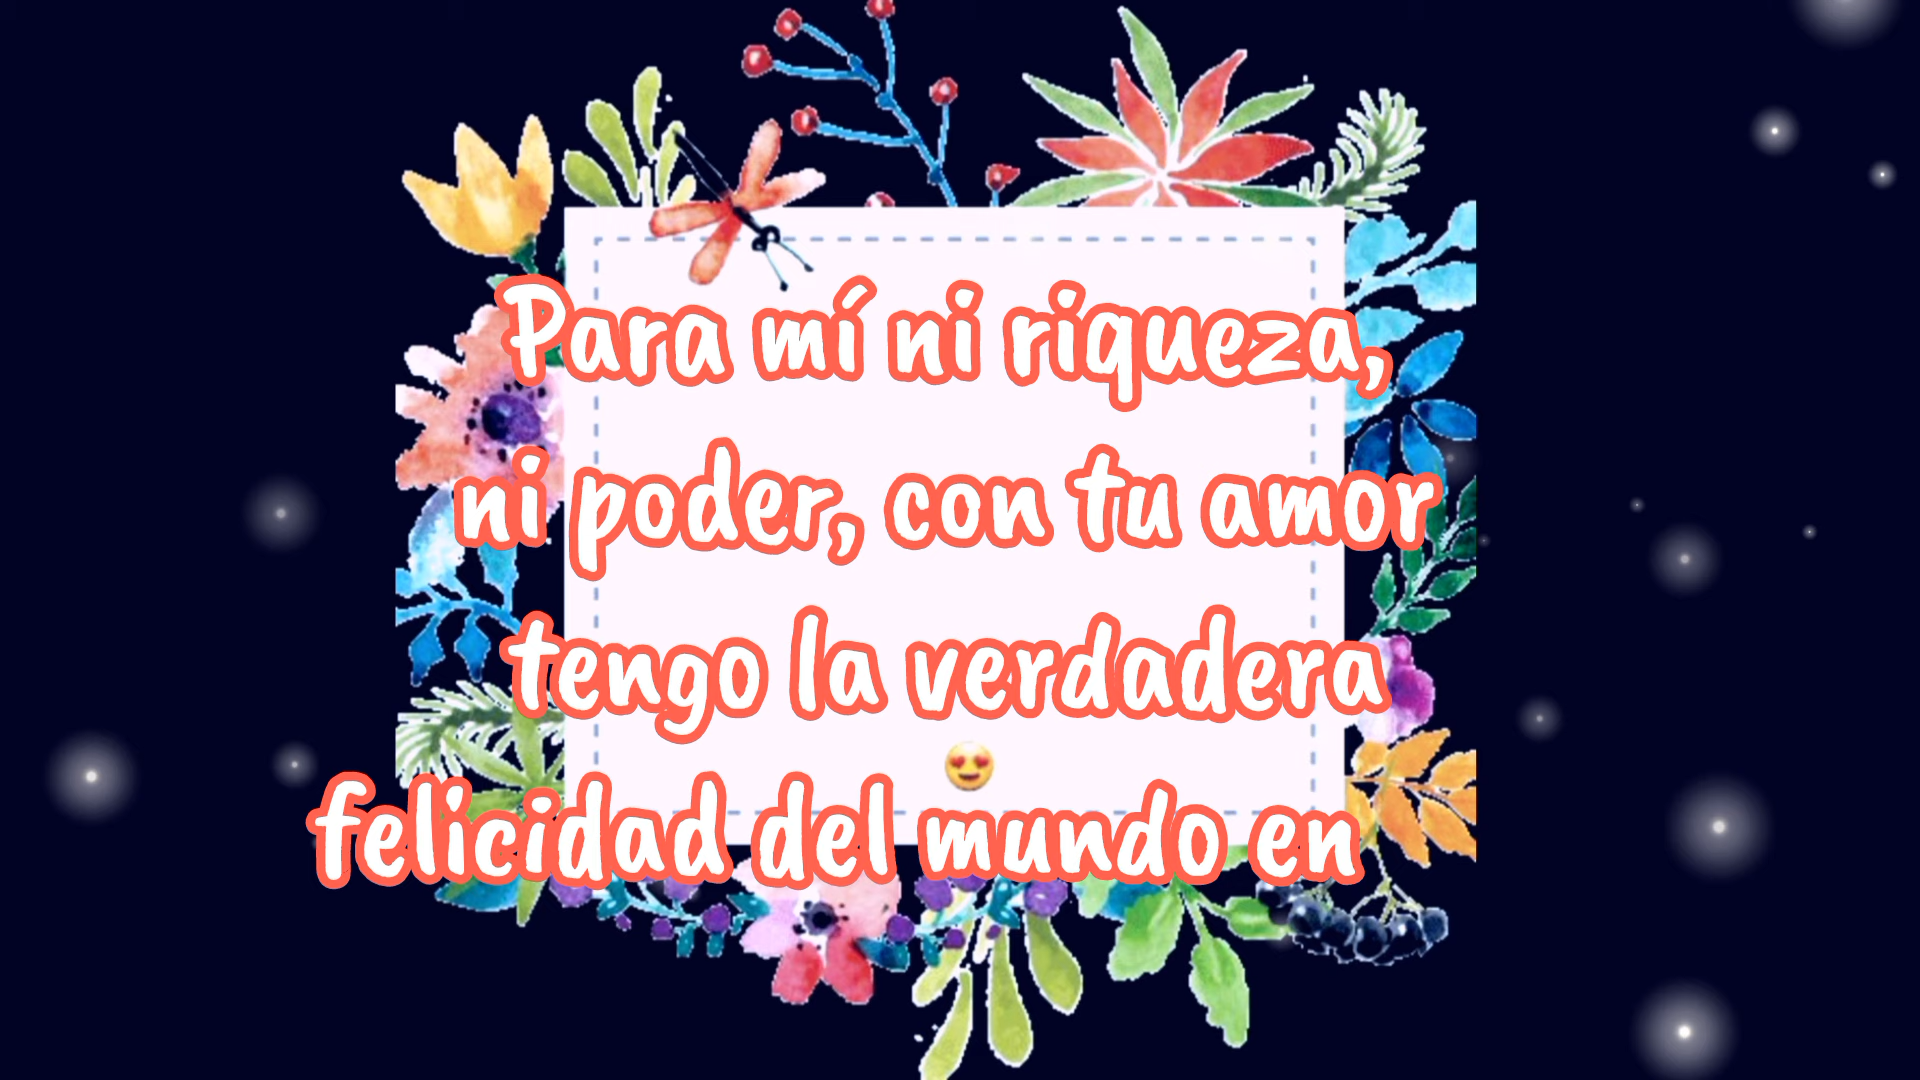 Para mí ni riqueza,
ni poder, con tu amor
tengo la verdadera
felicidad del mundo en